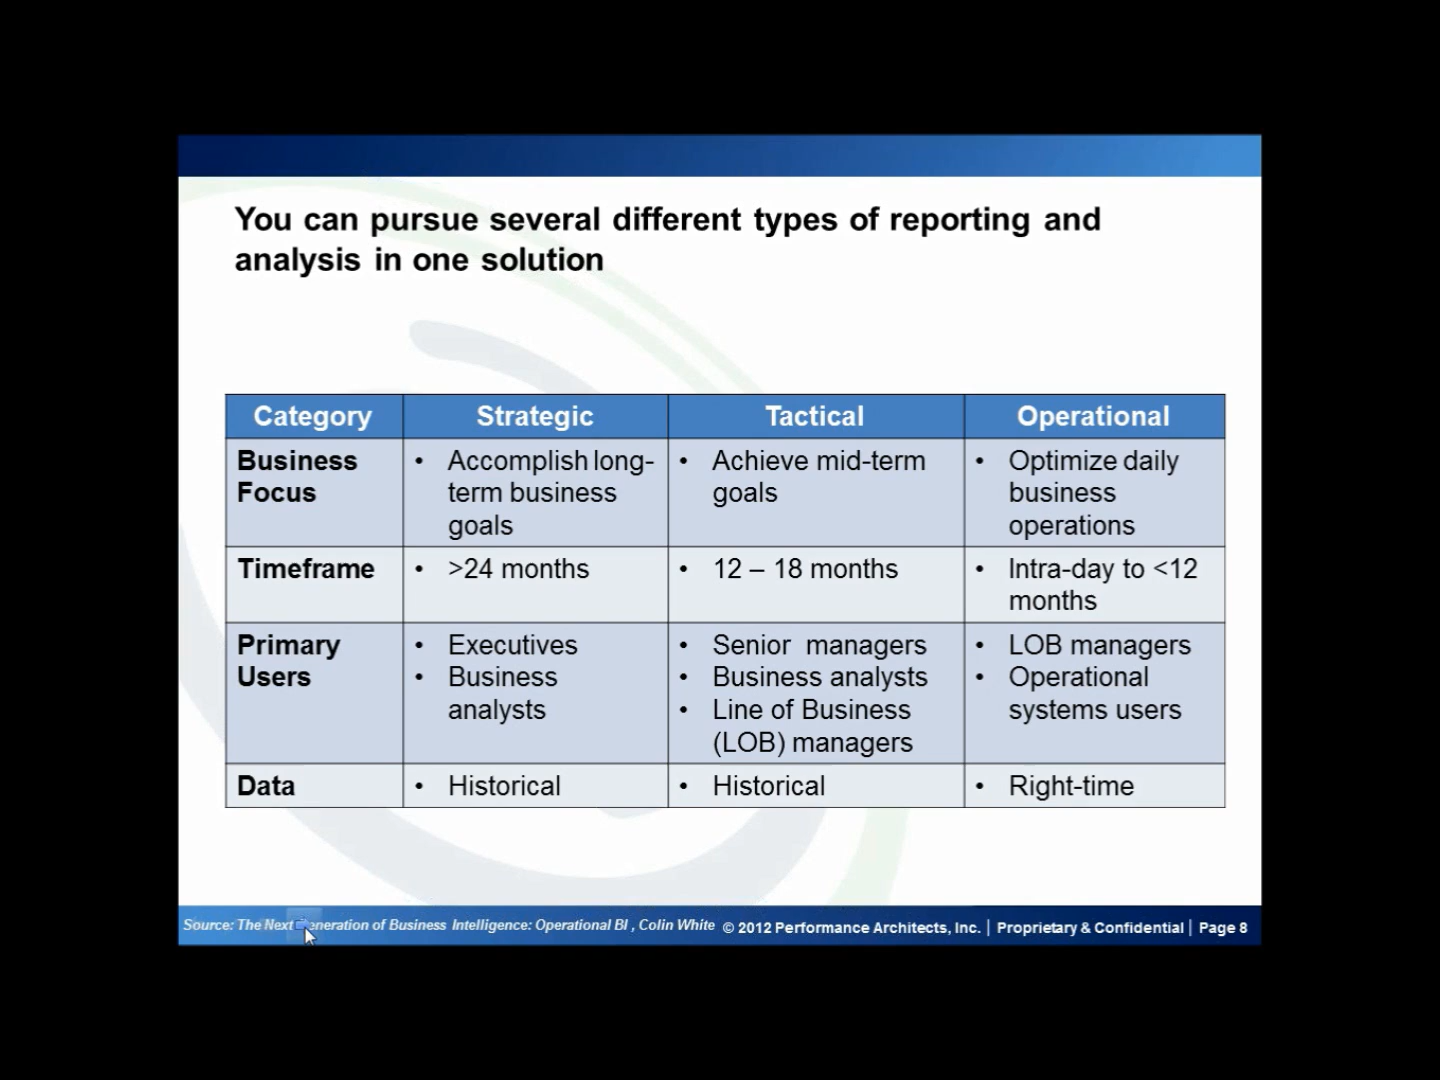 You can pursue several different types of reporting and
analysis in one solution
Category Strategic Tactical Operational
Business
Focus
• Accomplish long-
term business
goals
• Achieve mid-term
goals
• Optimize daily
business
operations
Timeframe
• >24 months
• 12 – 18 months
• Intra-day to <12
months
Primary
Users
• Executives
• Business
analysts
• Senior managers
• Business analysts
• Line of Business
(LOB) managers
• LOB managers
• Operational
systems users
Data
• Historical
• Historical
• Right-time
Source: The Next Generation of Business Intelligence: Operational BI , Colin White © 2012 Performance Architects, Inc. | Proprietary & Confidential | Page 8